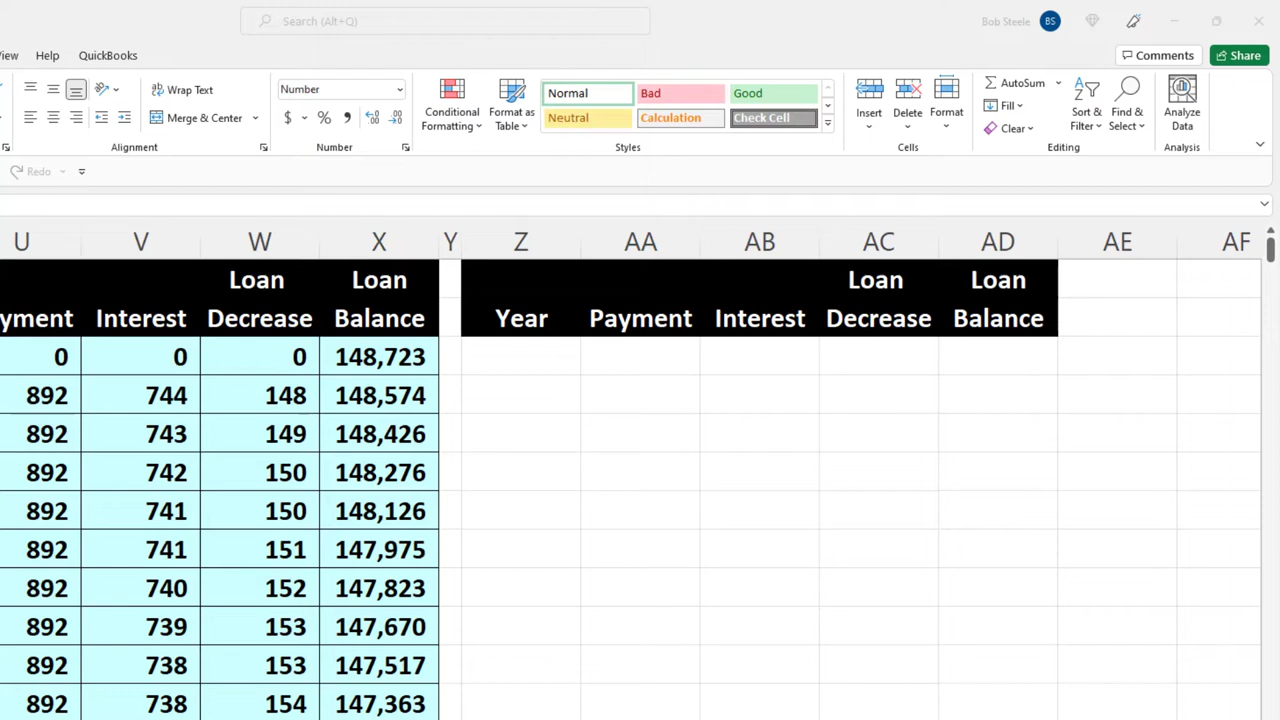 Search (Alt+Q)
Bob Steele
BS
View Help QuickBooks
Comments
Share
Wrap Text
Merge & Center
Alignment
Number
$ % ,
Number
Conditional
Formatting
Format as
Table
Normal Bad Good
Neutral Calculation Check Cell
Styles
Insert
Delete
Format
Cells
AutoSum
Fill
Clear
Sort &
Filter
Find &
Select
Editing
Analyze
Data
Analysis
Redo
U V W X Y Z AA AB AC AD AE AF
Loan Loan Loan Loan
yment Interest Decrease Balance Year Payment Interest Decrease Balance
0 0 0 148,723
892 744 148 148,574
892 743 149 148,426
892 742 150 148,276
892 741 150 148,126
892 741 151 147,975
892 740 152 147,823
892 739 153 147,670
892 738 153 147,517
892 738 154 147,363